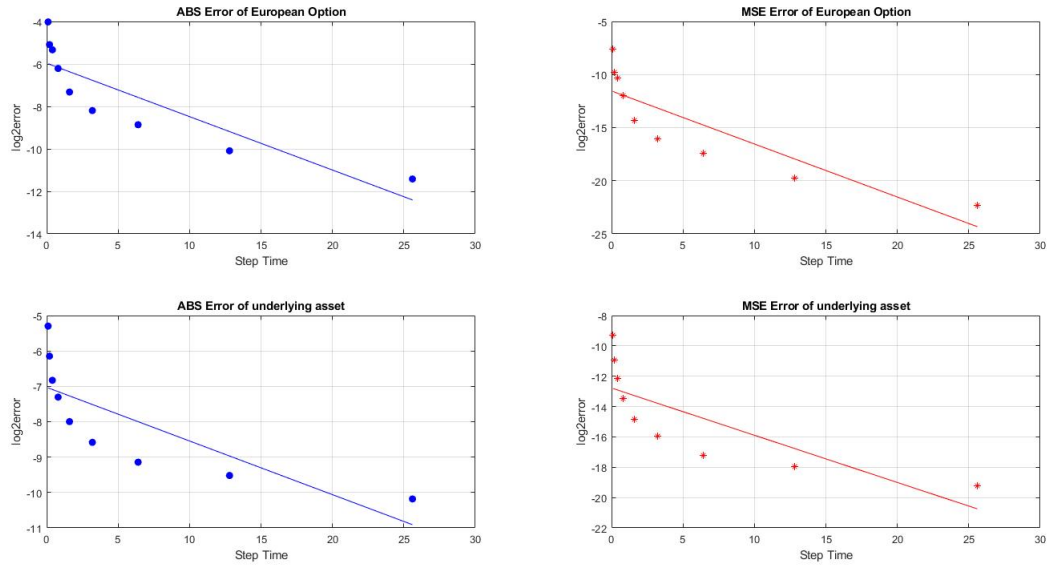 ABS Error of European Option
-4
-6
-8
-10
-12
-14
log2error
0 5 10 15 20 25 30
Step Time
MSE Error of European Option
-5
-10
-15
-20
-25
log2error
0 5 10 15 20 25 30
Step Time
ABS Error of underlying asset
-5
-6
-7
-8
-9
-10
-11
log2error
0 5 10 15 20 25 30
Step Time
MSE Error of underlying asset
-8
-10
-12
-14
-16
-18
-20
-22
log2error
0 5 10 15 20 25 30
Step Time